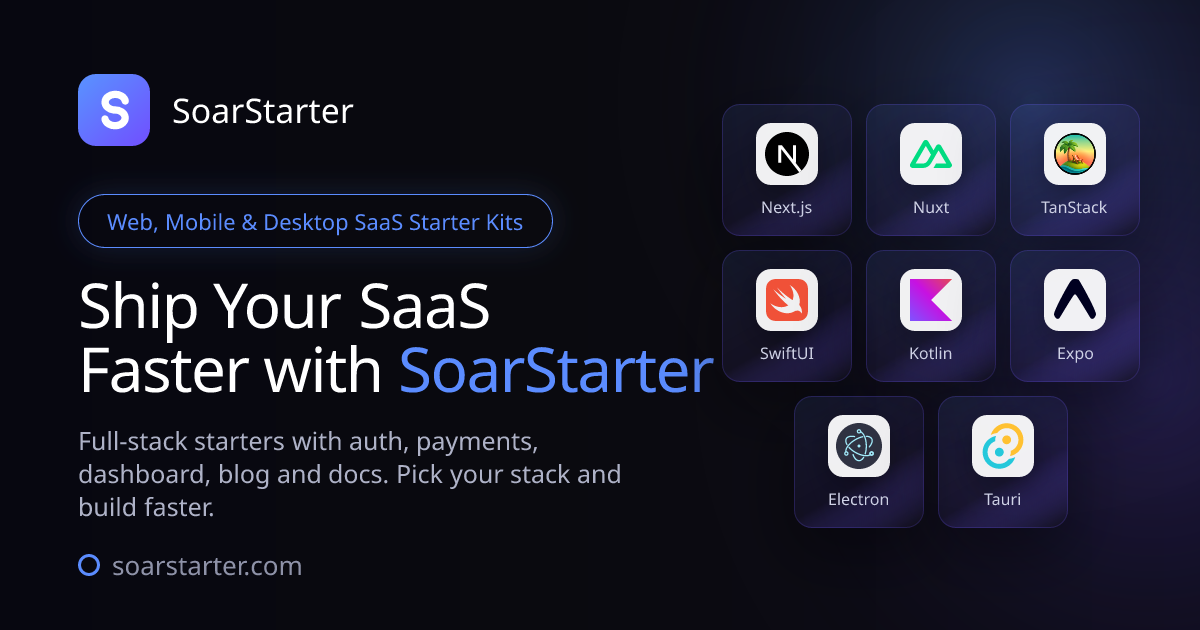 S
SoarStarter
Web, Mobile & Desktop SaaS Starter Kits
Ship Your SaaS
Faster with SoarStarter
Full-stack starters with auth, payments,
dashboard, blog and docs. Pick your stack and
build faster.
soarstarter.com
N
Next.js
Nuxt
TanStack
SwiftUI
Kotlin
Expo
Electron
Tauri